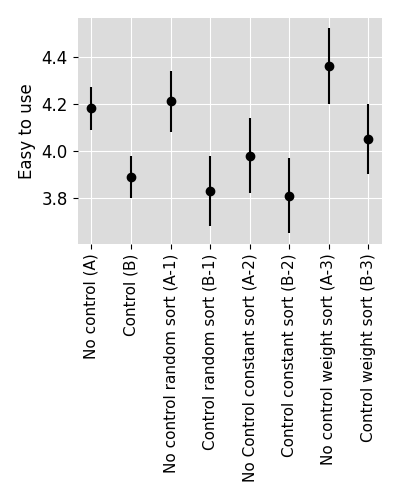 Easy to use
4.4
4.2
4.0
3.8
No control (A)
Control (B)
No control random sort (A-1)
Control random sort (B-1)
No Control constant sort (A-2)
Control constant sort (B-2)
No control weight sort (A-3)
Control weight sort (B-3)